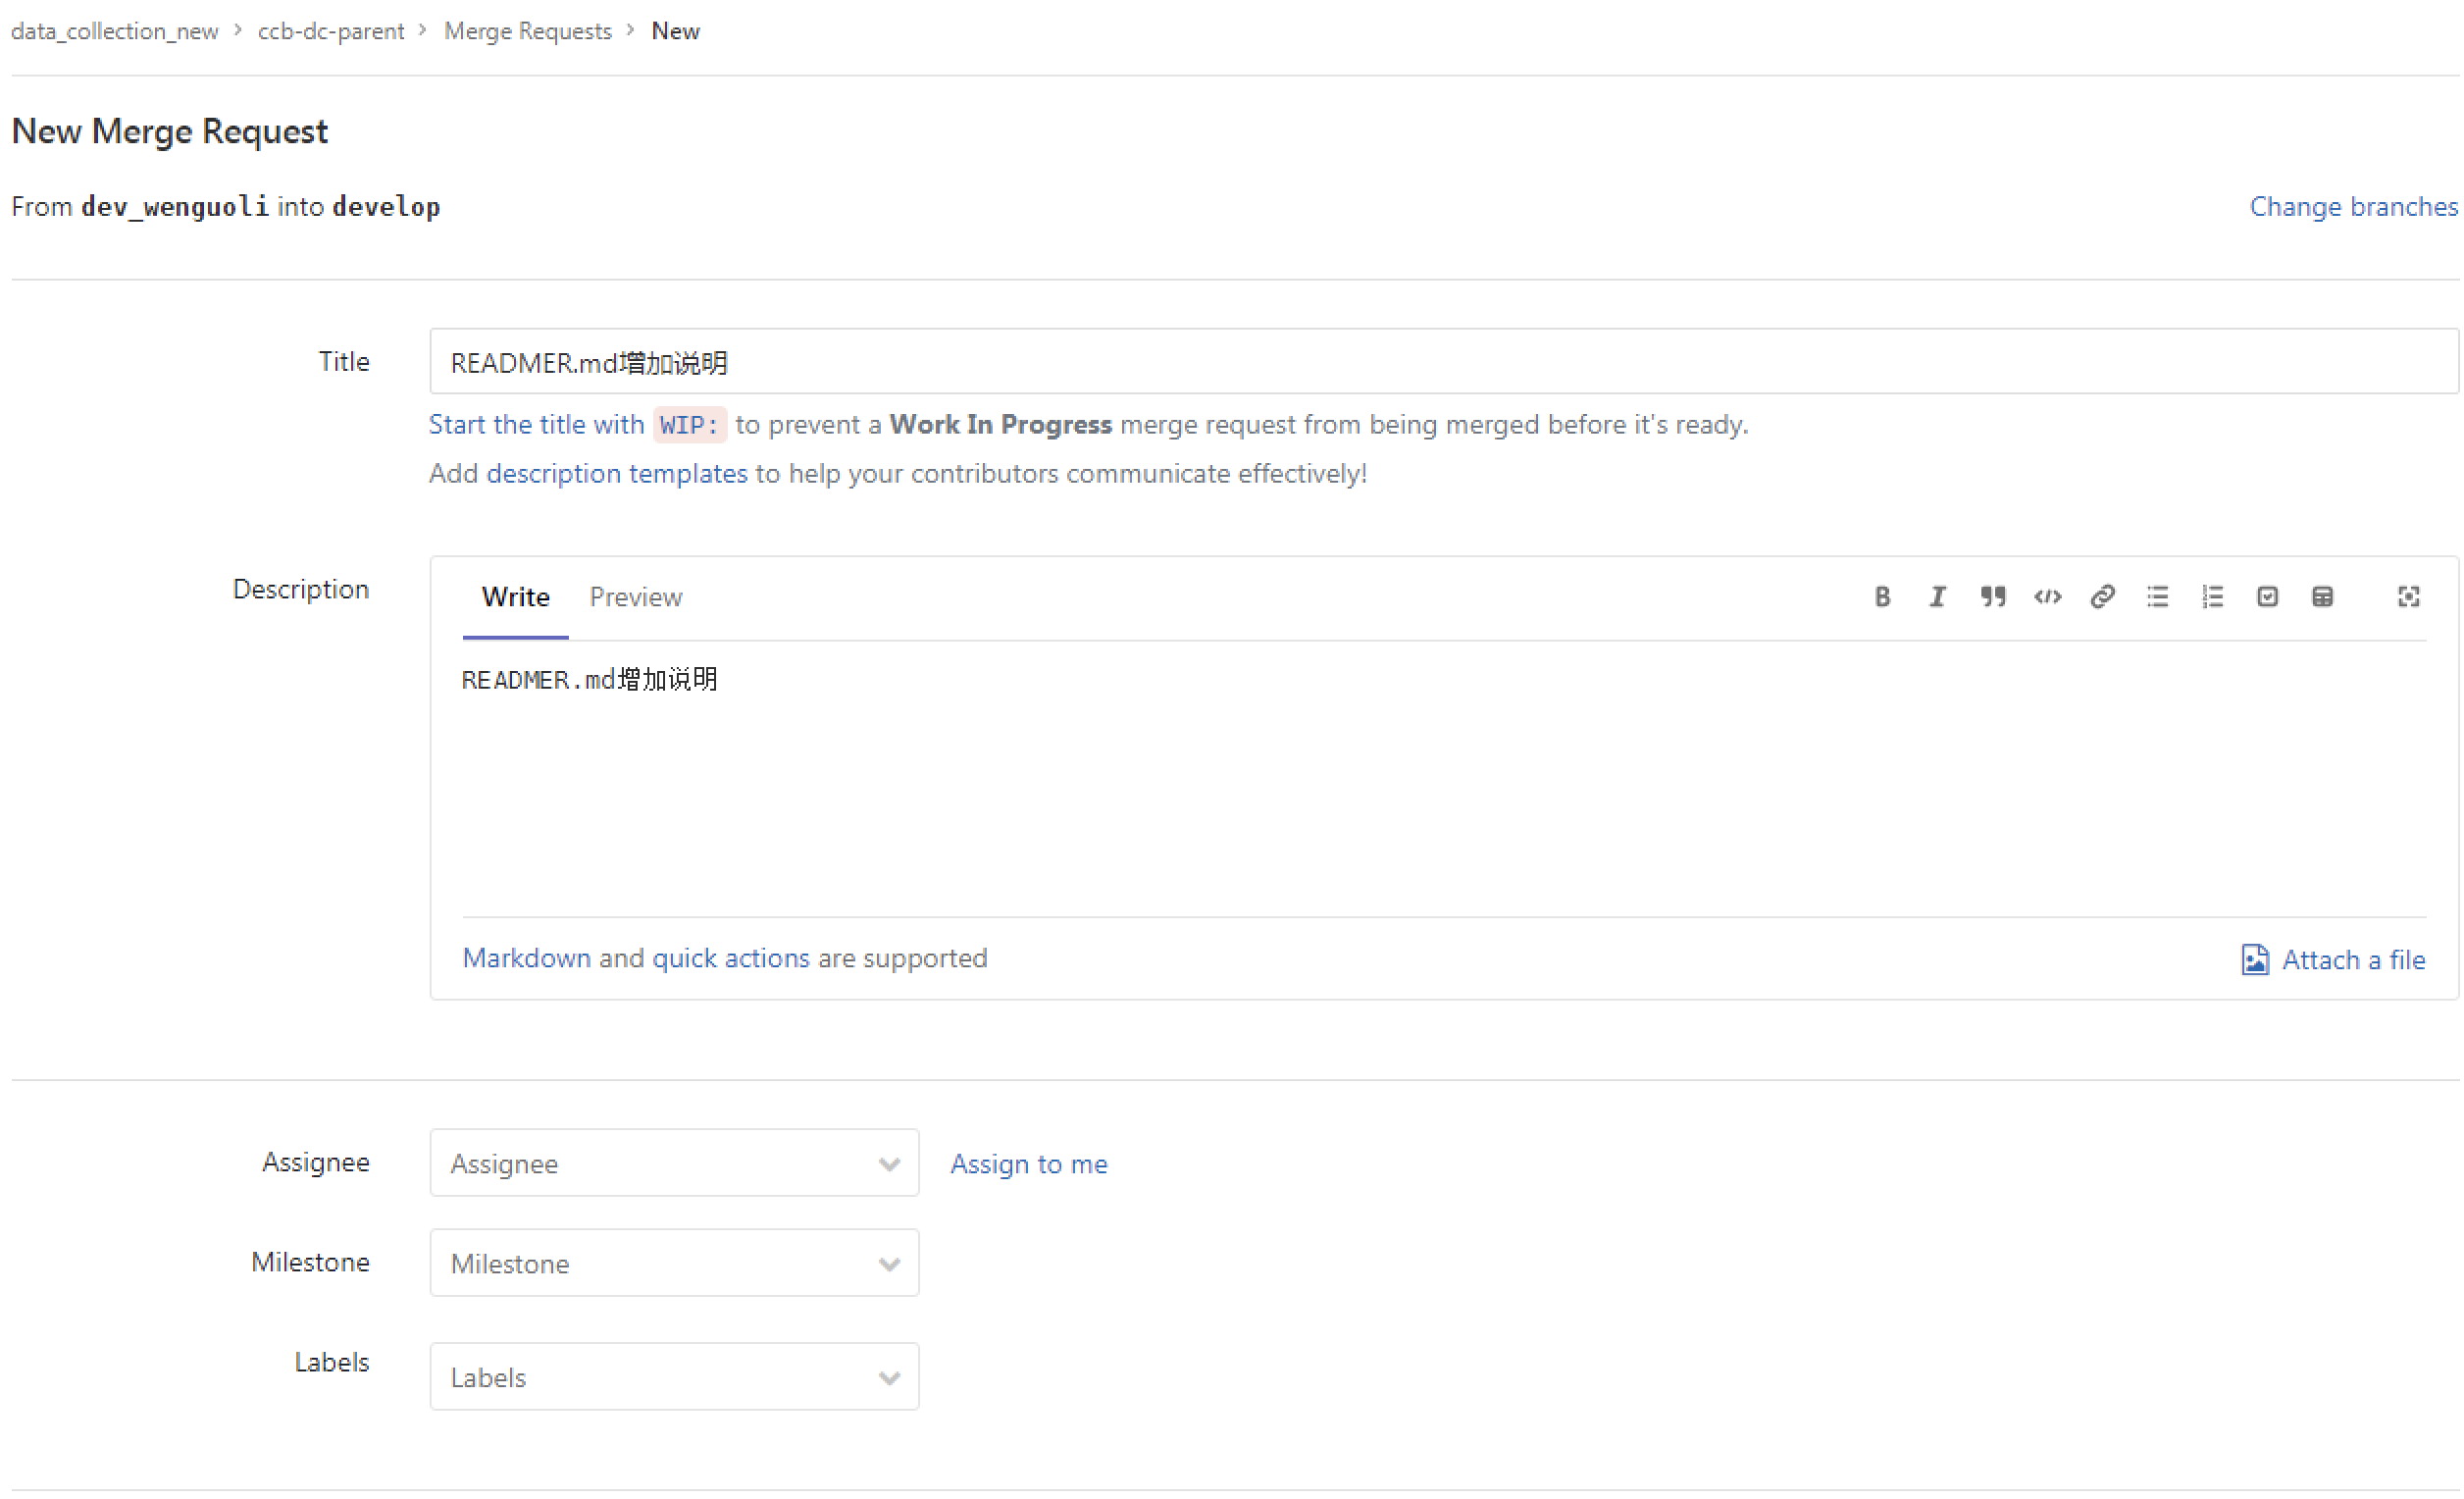 data_collection_new > ccb-dc-parent > Merge Requests > New
New Merge Request
From dev_wenguoli into develop
Change branches
Title
READMER.md增加说明
Start the title with WIP: to prevent a Work In Progress merge request from being merged before it's ready.
Add description templates to help your contributors communicate effectively!
Description
Write Preview
READMER.md增加说明
Markdown and quick actions are supported
Attach a file
Assignee
Assignee
Assign to me
Milestone
Milestone
Labels
Labels